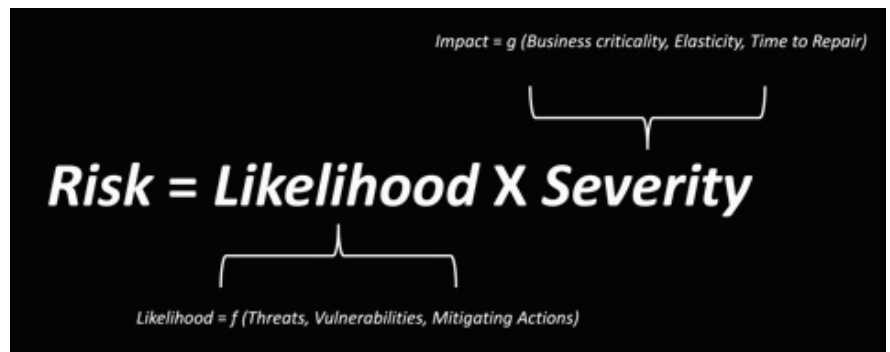 Impact = g (Business criticality, Elasticity, Time to Repair)
Risk = Likelihood X Severity
Likelihood = f (Threats, Vulnerabilities, Mitigating Actions)